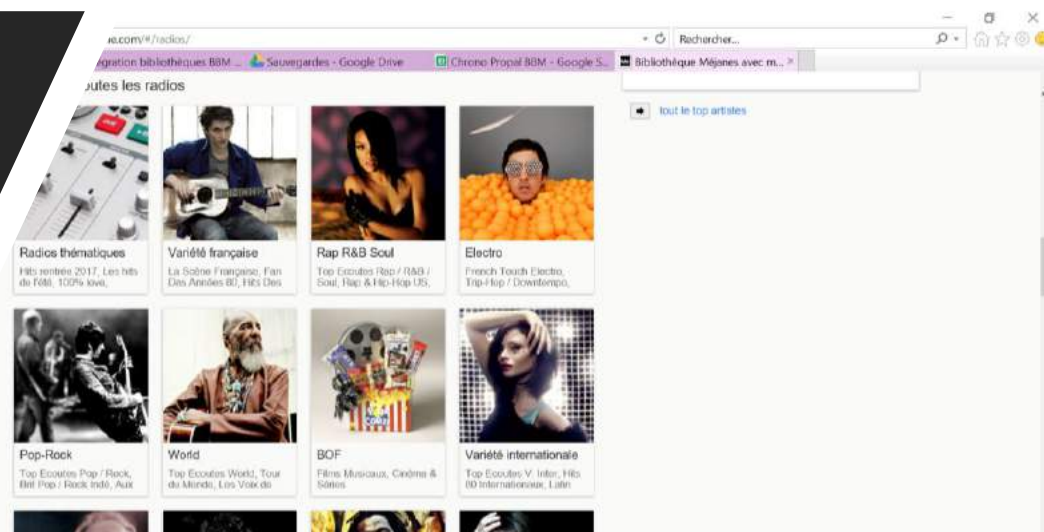 ue.com/#/radios/
Rechercher...
égration bibliothèques BBM ...
Sauvegardes - Google Drive
Chrono Propal BBM - Google S...
Bibliothèque Méjanes avec m...
outes les radios
tout le top artistes
Radios thématiques
Hits rentrée 2017, Les hits
de l'été, 100% love,
Variété française
La Scène Française, Fan
Des Années 80, Hits Des
Rap R&B Soul
Top Ecoutes Rap / R&B /
Soul, Rap & Hip-Hop US,
Electro
French Touch Electro,
Trip-Hop / Downtempo,
Pop-Rock
Top Ecoutes Pop / Rock,
Brit Pop / Rock Indé, Aux
World
Top Ecoutes World, Tour
du Monde, Les Voix de
BOF
Films Musicaux, Cinéma &
Séries
Variété internationale
Top Ecoutes V. Inter, Hits
80 Internationaux, Latin